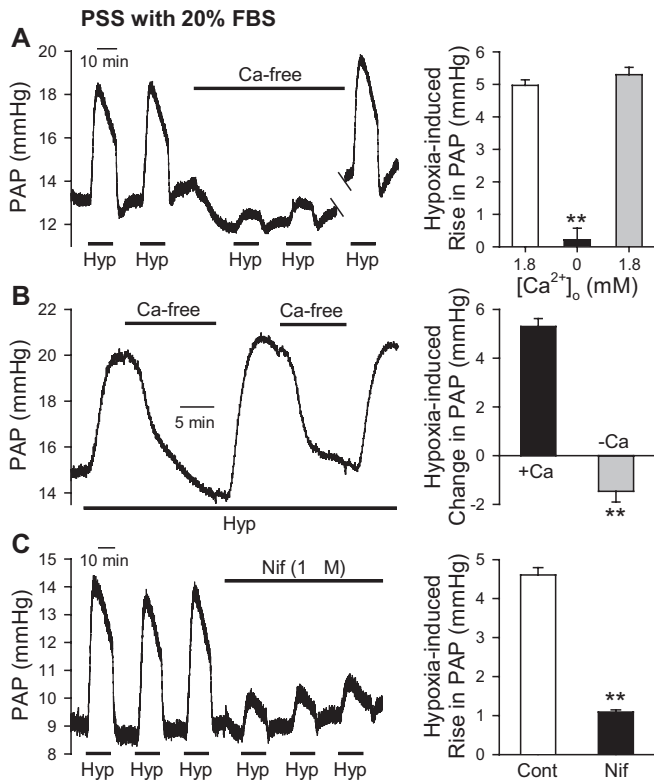 PSS with 20% FBS
A
10 min
Ca-free
PAP (mmHg)
20
18
16
14
12
Hyp Hyp Hyp Hyp Hyp
Hypoxia-induced
Rise in PAP (mmHg)
6
5
4
3
2
1
0
**
1.8 0 1.8
[Ca²⁺]ₒ (mM)
B
Ca-free Ca-free
PAP (mmHg)
22
20
18
16
14
5 min
Hyp
Hypoxia-induced
Change in PAP (mmHg)
6
4
2
0
-2
+Ca
-Ca
**
C
10 min
Nif (1 M)
PAP (mmHg)
15
14
13
12
11
10
9
8
Hyp Hyp Hyp Hyp Hyp Hyp
Hypoxia-induced
Rise in PAP (mmHg)
5
4
3
2
1
0
**
Cont Nif